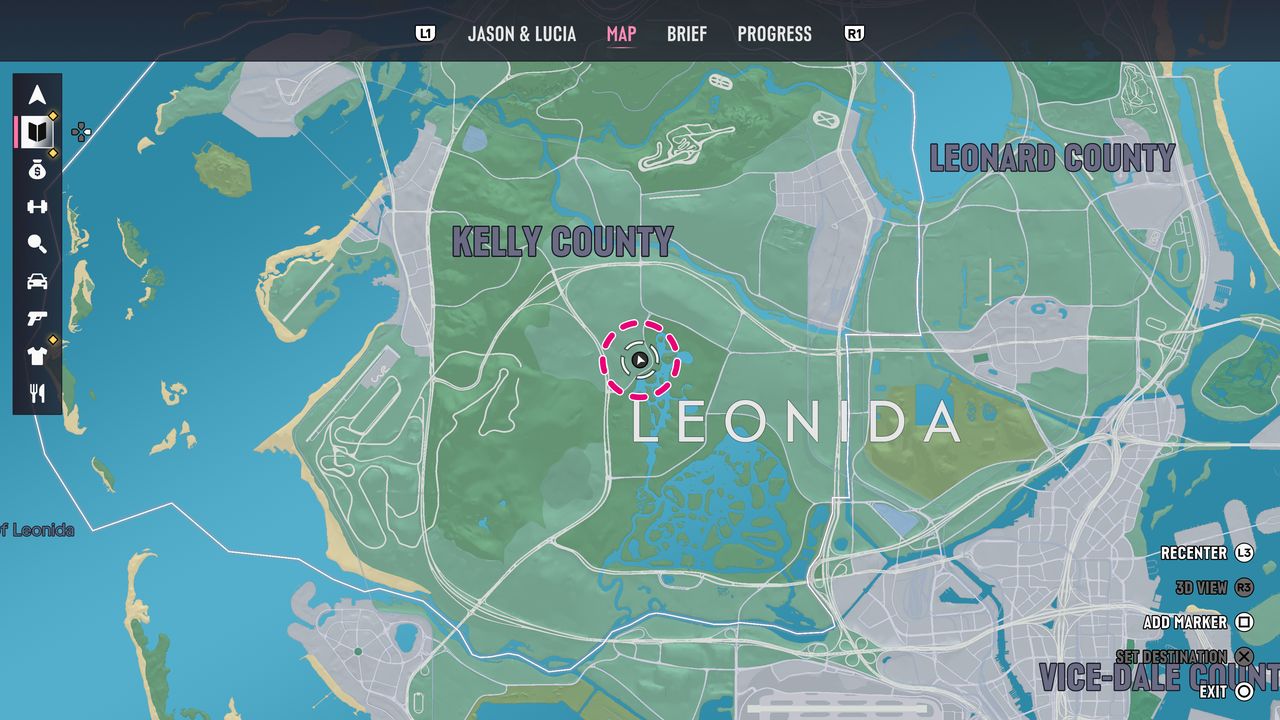 L1 JASON & LUCIA MAP BRIEF PROGRESS R1
LEONARD COUNTY
KELLY COUNTY
LEONIDA
of Leonida
RECENTER L3
3D VIEW R3
ADD MARKER
SET DESTINATION
VICE-DALE COUNT
EXIT